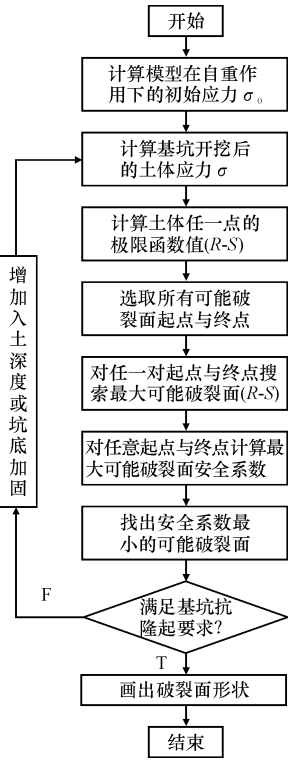 开始
计算模型在自重作
用下的初始应力σ₀
计算基坑开挖后
的土体应力σ
计算土体任一点的
极限函数值(R-S)
选取所有可能破
裂面起点与终点
对任一对起点与终点搜
索最大可能破裂面(R-S)
对任意起点与终点计算最
大可能破裂面安全系数
找出安全系数最
小的可能破裂面
满足基坑抗
隆起要求?
F
增加入土深度或坑底加固
T
画出破裂面形状
结束